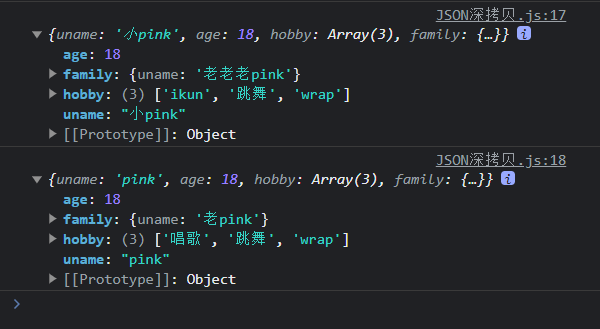 JSON深拷贝.js:17
▼ {uname: '小pink', age: 18, hobby: Array(3), family: {…}} i
age: 18
▶ family: {uname: '老老老pink'}
▶ hobby: (3) ['ikun', '跳舞', 'wrap']
uname: "小pink"
▶ [[Prototype]]: Object
JSON深拷贝.js:18
▼ {uname: 'pink', age: 18, hobby: Array(3), family: {…}} i
age: 18
▶ family: {uname: '老pink'}
▶ hobby: (3) ['唱歌', '跳舞', 'wrap']
uname: "pink"
▶ [[Prototype]]: Object
>